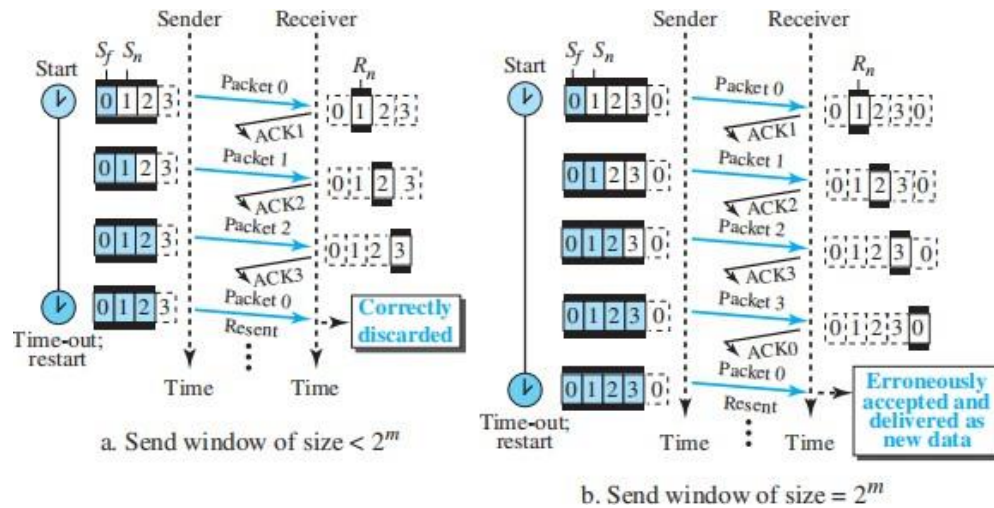 Sender Receiver
Start
S_f S_n
0 1 2 3
Packet 0
R_n
0 1 2 3
ACK1
0 1 2 3
Packet 1
0 1 2 3
ACK2
0 1 2 3
Packet 2
0 1 2 3
ACK3
0 1 2 3
Packet 0
Resent
Correctly
discarded
Time-out;
restart
Time Time
a. Send window of size < 2^m
Sender Receiver
Start
S_f S_n
0 1 2 3 0
Packet 0
R_n
0 1 2 3 0
ACK1
0 1 2 3 0
Packet 1
0 1 2 3 0
ACK2
0 1 2 3 0
Packet 2
0 1 2 3 0
ACK3
0 1 2 3 0
Packet 3
0 1 2 3 0
ACK0
0 1 2 3 0
Packet 0
Resent
Erroneously
accepted and
delivered as
new data
Time-out;
restart
Time Time
b. Send window of size = 2^m